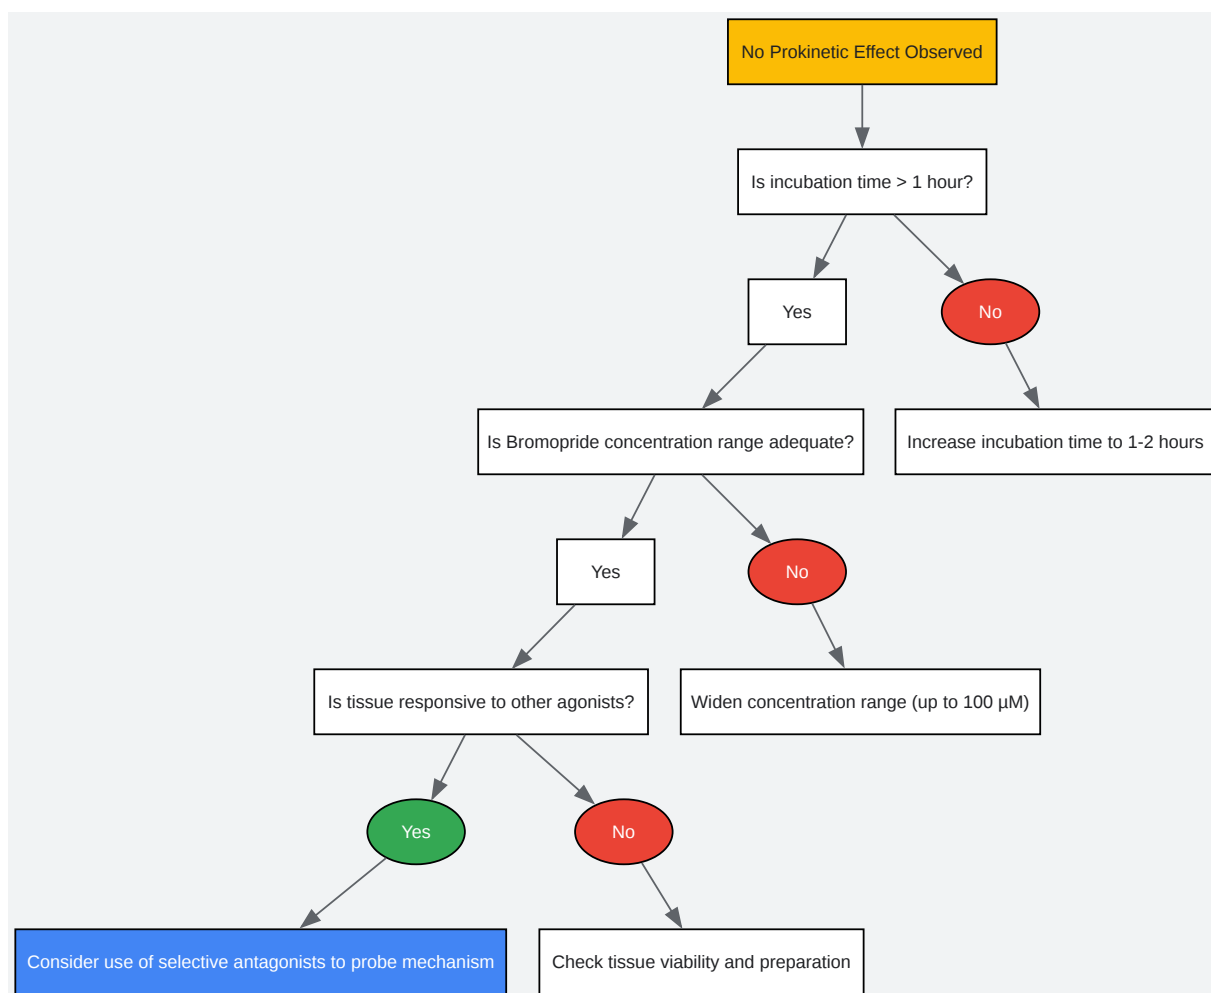 No Prokinetic Effect Observed
Is incubation time > 1 hour?
Yes
No
Is Bromopride concentration range adequate?
Increase incubation time to 1-2 hours
Yes
No
Is tissue responsive to other agonists?
Widen concentration range (up to 100 µM)
Yes
No
Consider use of selective antagonists to probe mechanism
Check tissue viability and preparation